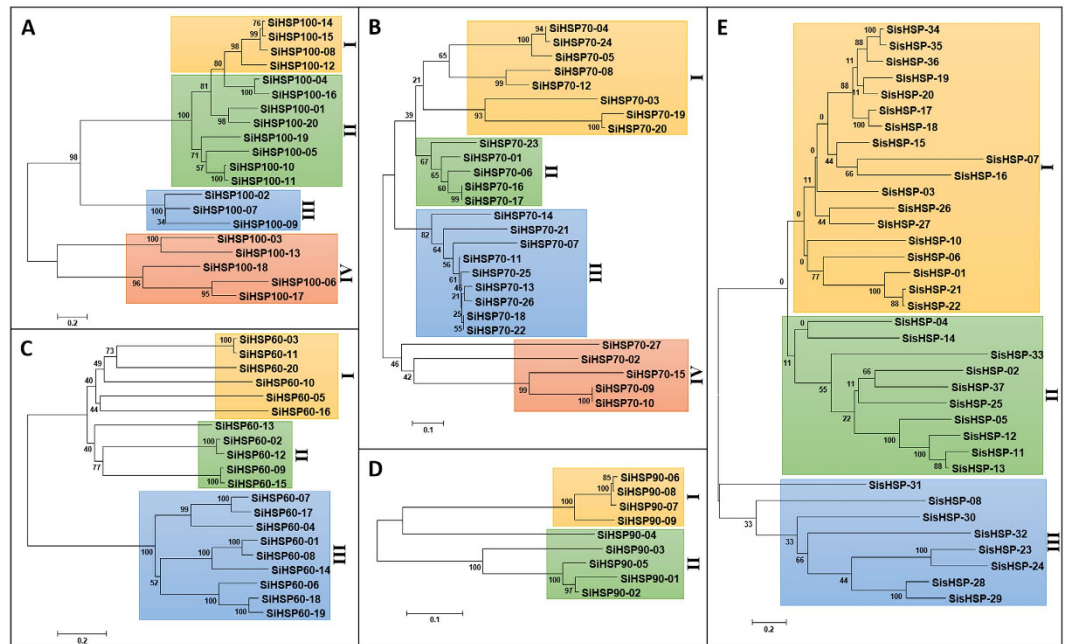 A
76
SiHSP100-14
99
SiHSP100-15
98
SiHSP100-08
SiHSP100-12
I
80
SiHSP100-04
100
SiHSP100-16
81
SiHSP100-01
98
SiHSP100-20
100
SiHSP100-19
71
SiHSP100-05
57
SiHSP100-10
100
SiHSP100-11
II
98
SiHSP100-02
100
SiHSP100-07
34
SiHSP100-09
III
100
SiHSP100-03
SiHSP100-13
SiHSP100-18
96
SiHSP100-06
95
SiHSP100-17
IV
0.2
B
94
SiHSP70-04
100
SiHSP70-24
SiHSP70-05
65
SiHSP70-08
99
SiHSP70-12
21
SiHSP70-03
93
SiHSP70-19
100
SiHSP70-20
I
39
SiHSP70-23
67
SiHSP70-01
65
SiHSP70-06
60
SiHSP70-16
99
SiHSP70-17
II
SiHSP70-14
82
SiHSP70-21
64
SiHSP70-07
56
SiHSP70-11
61
SiHSP70-25
46
SiHSP70-13
21
SiHSP70-26
25
SiHSP70-18
55
SiHSP70-22
III
SiHSP70-27
46
SiHSP70-02
42
SiHSP70-15
99
SiHSP70-09
100
SiHSP70-10
IV
0.1
C
100
SiHSP60-03
SiHSP60-11
73
SiHSP60-20
49
SiHSP60-10
40
SiHSP60-05
44
SiHSP60-16
I
SiHSP60-13
40
100
SiHSP60-02
SiHSP60-12
77
SiHSP60-09
100
SiHSP60-15
II
SiHSP60-07
99
SiHSP60-17
SiHSP60-04
100
100
SiHSP60-01
100
SiHSP60-08
SiHSP60-14
52
SiHSP60-06
100
SiHSP60-18
100
SiHSP60-19
III
0.2
D
85
SiHSP90-06
100
SiHSP90-08
100
SiHSP90-07
SiHSP90-09
I
SiHSP90-04
SiHSP90-03
100
SiHSP90-05
100
SiHSP90-01
97
SiHSP90-02
II
0.1
E
100
SisHSP-34
88
SisHSP-35
SisHSP-36
11
SisHSP-19
88
11
SisHSP-20
SisHSP-17
100
SisHSP-18
0
SisHSP-15
44
SisHSP-07
66
SisHSP-16
11
SisHSP-03
0
SisHSP-26
44
SisHSP-27
0
SisHSP-10
77
SisHSP-06
SisHSP-01
100
SisHSP-21
88
SisHSP-22
I
0
0
SisHSP-04
SisHSP-14
11
SisHSP-33
55
66
SisHSP-02
11
SisHSP-37
SisHSP-25
22
SisHSP-05
100
SisHSP-12
100
SisHSP-11
88
SisHSP-13
II
SisHSP-31
SisHSP-08
33
SisHSP-30
33
SisHSP-32
66
100
SisHSP-23
SisHSP-24
44
SisHSP-28
100
SisHSP-29
III
0.2